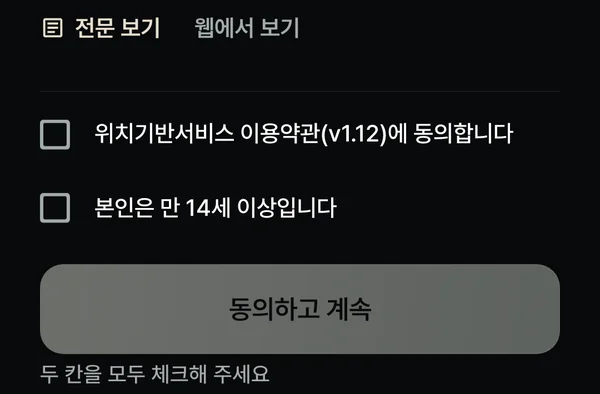 전문 보기 웹에서 보기
위치기반서비스 이용약관(v1.12)에 동의합니다
본인은 만 14세 이상입니다
동의하고 계속
두 칸을 모두 체크해 주세요